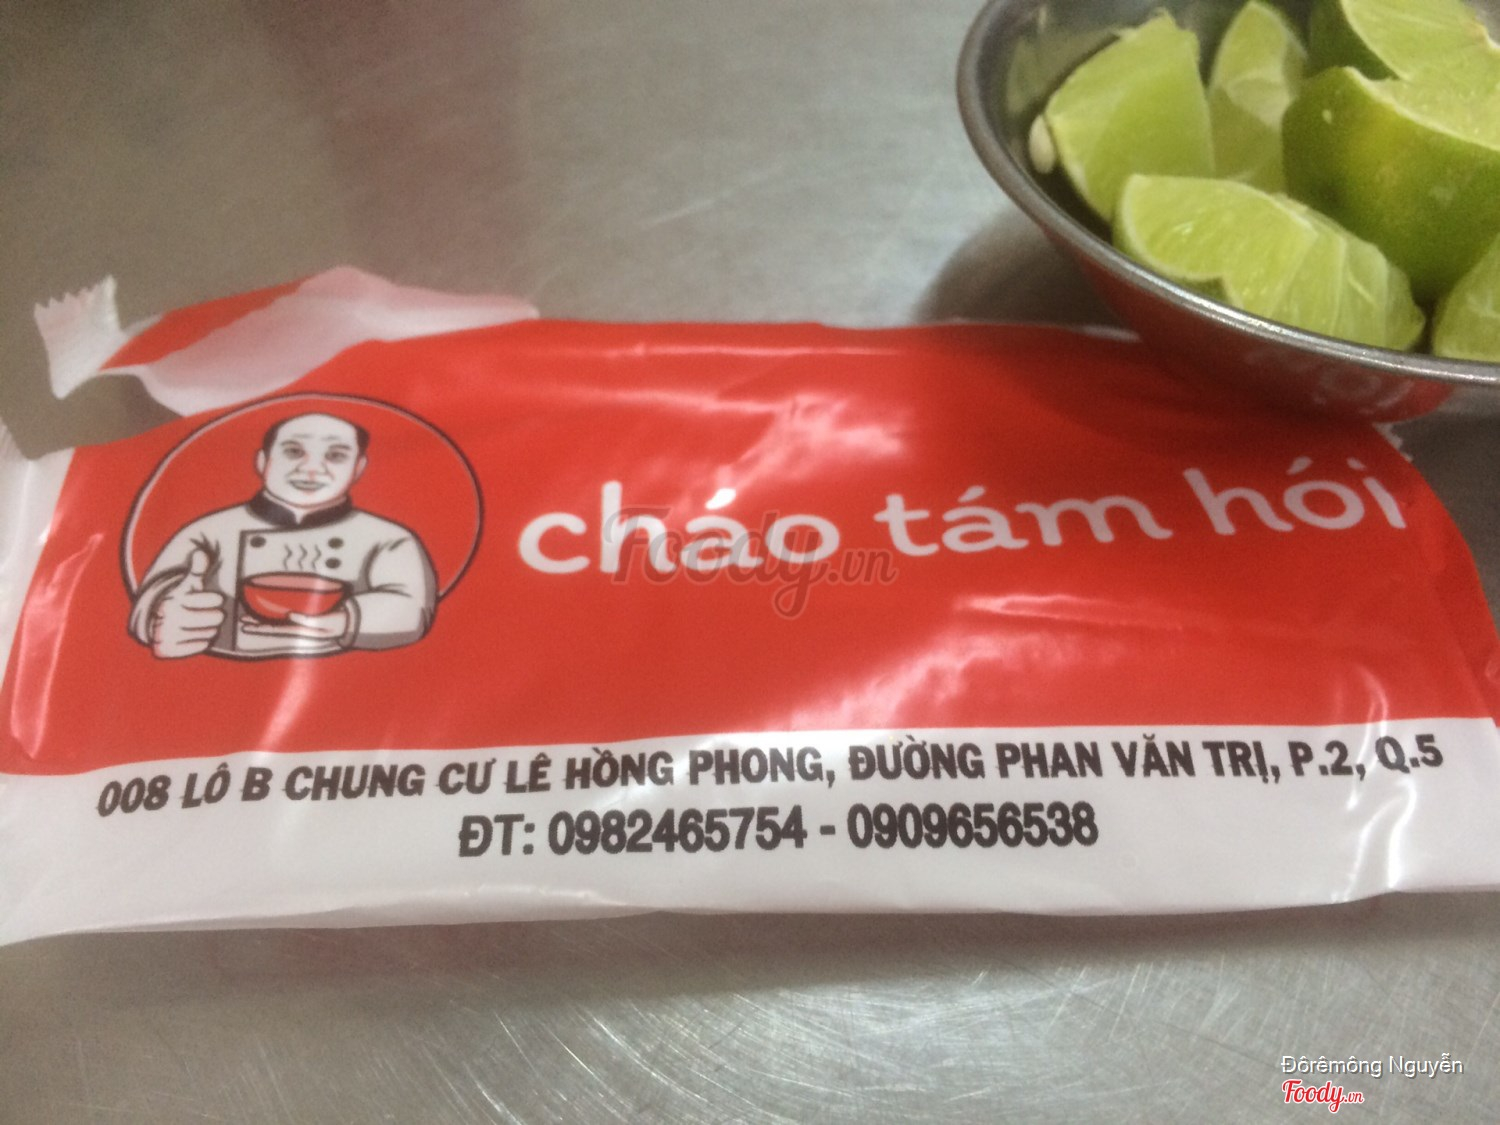 cháo tám hói
Foody.vn
008 LÔ B CHUNG CƯ LÊ HỒNG PHONG, ĐƯỜNG PHAN VĂN TRỊ, P.2, Q.5
ĐT: 0982465754 - 0909656538
Đôrêmông Nguyễn
Foody.vn